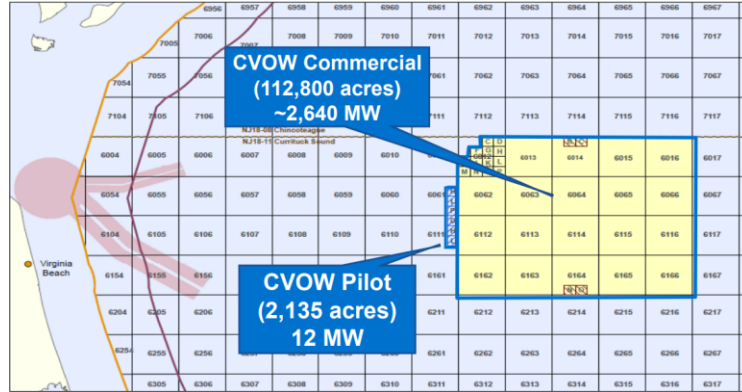 6956 6957 6958 6959 6960 6961 6962 6963 6964 6965 6966 6967
7005 7006 7007 7008 7009 7010 7011 7012 7013 7014 7015 7016 7017
CVOW Commercial
(112,800 acres)
~2,640 MW
7054 7055 7056 7061 7062 7063 7064 7065 7066 7067
7104 7105 7106 7111 7112 7113 7114 7115 7116 7117
NJ18-08 Chincoteague
NJ18-11 Currituck Sound
C D
F G H
K L
M N
6004 6005 6006 6007 6008 6009 6010 6012 6013 6014 6015 6016 6017
6054 6055 6056 6057 6058 6059 6060 6061 6062 6063 6064 6065 6066 6067
6104 6105 6106 6107 6108 6109 6110 6111 6112 6113 6114 6115 6116 6117
Virginia
Beach
6154 6155 6156 6161 6162 6163 6164 6165 6166 6167
CVOW Pilot
(2,135 acres)
12 MW
6204 6205 6206 6211 6212 6213 6214 6215 6216 6217
6254 6255 6256 6261 6262 6263 6264 6265 6266 6267
6305 6306 6307 6308 6309 6310 6311 6312 6313 6314 6315 6316 6317